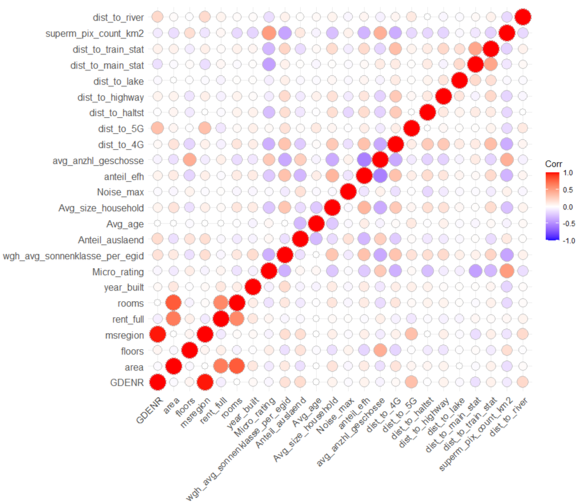 dist_to_river
superm_pix_count_km2
dist_to_train_stat
dist_to_main_stat
dist_to_lake
dist_to_highway
dist_to_haltst
dist_to_5G
dist_to_4G
avg_anzhl_geschosse
anteil_efh
Noise_max
Avg_size_household
Avg_age
Anteil_auslaend
wgh_avg_sonnenklasse_per_egid
Micro_rating
year_built
rooms
rent_full
msregion
floors
area
GDENR
Corr
1.0
0.5
0.0
-0.5
-1.0
GDENR
area
floors
msregion
rent_full
rooms
year_built
Micro_rating
wgh_avg_sonnenklasse_per_egid
Anteil_auslaend
Avg_age
Avg_size_household
Noise_max
anteil_efh
avg_anzhl_geschosse
dist_to_4G
dist_to_5G
dist_to_haltst
dist_to_highway
dist_to_lake
dist_to_main_stat
dist_to_train_stat
superm_pix_count_km2
dist_to_river